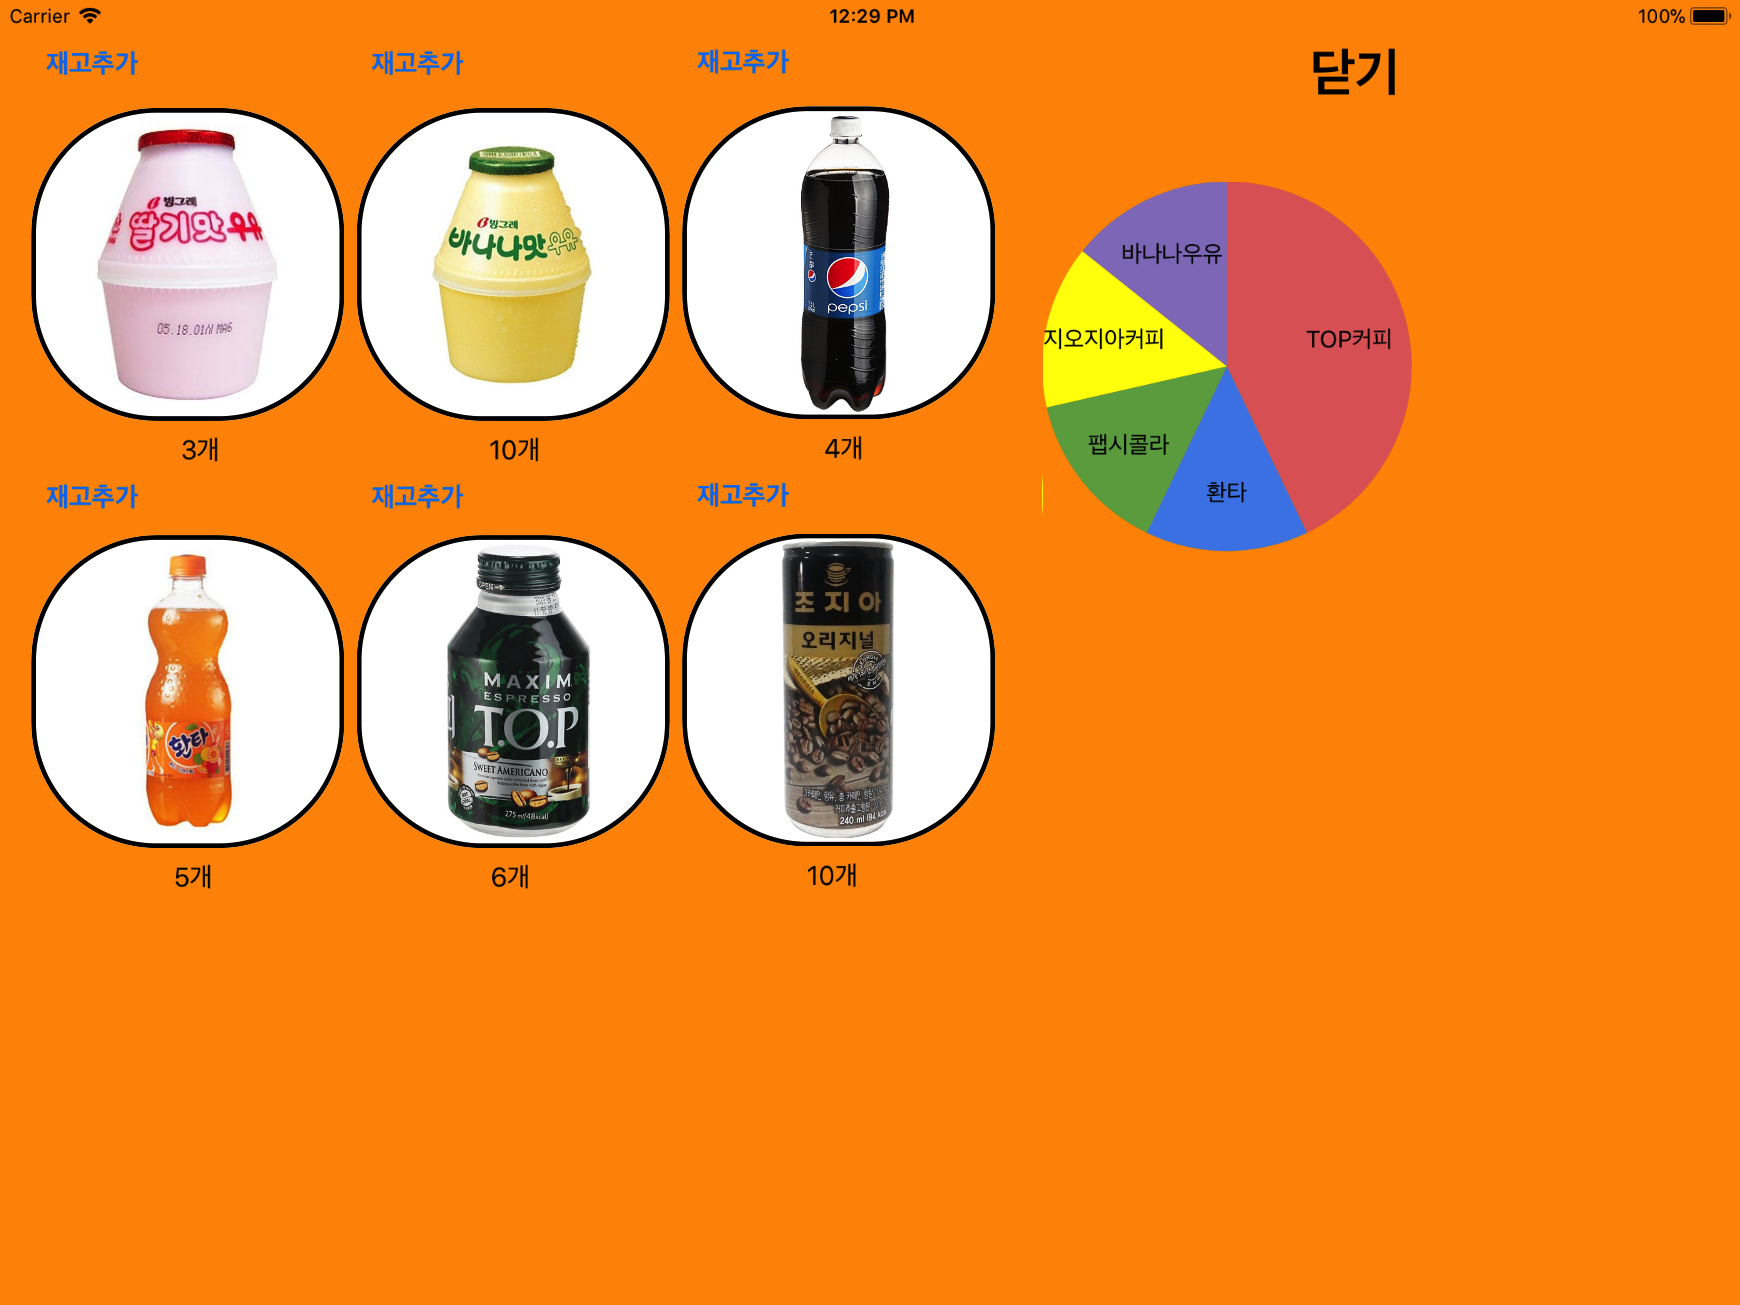 Carrier
12:29 PM
100%
재고추가
재고추가
재고추가
닫기
빙그레
딸기맛우유
05.18.01
MA6
빙그레
바나나맛우유
pepsi
3개
10개
4개
바나나우유
지오지아커피
TOP커피
팹시콜라
환타
재고추가
재고추가
재고추가
환타
OPEN
MAXIM
ESPRESSO
T.O.P
SWEET AMERICANO
275 ml(48kcal)
조지아
오리지널
240 ml (94 kcal
5개
6개
10개